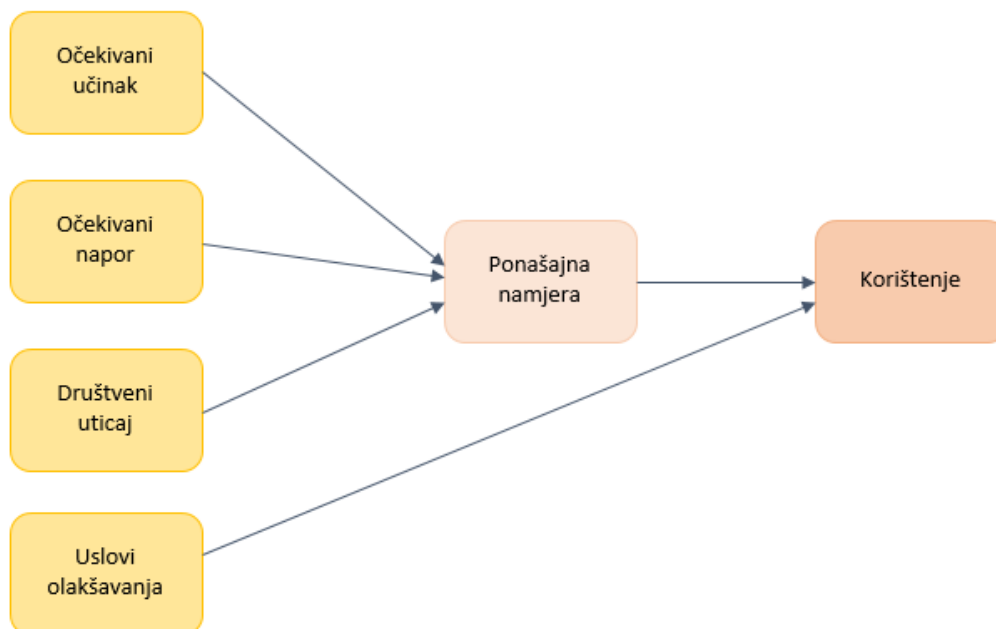 Očekivani
učinak
Očekivani
napor
Društveni
uticaj
Uslovi
olakšavanja
Ponašajna
namjera
Korištenje